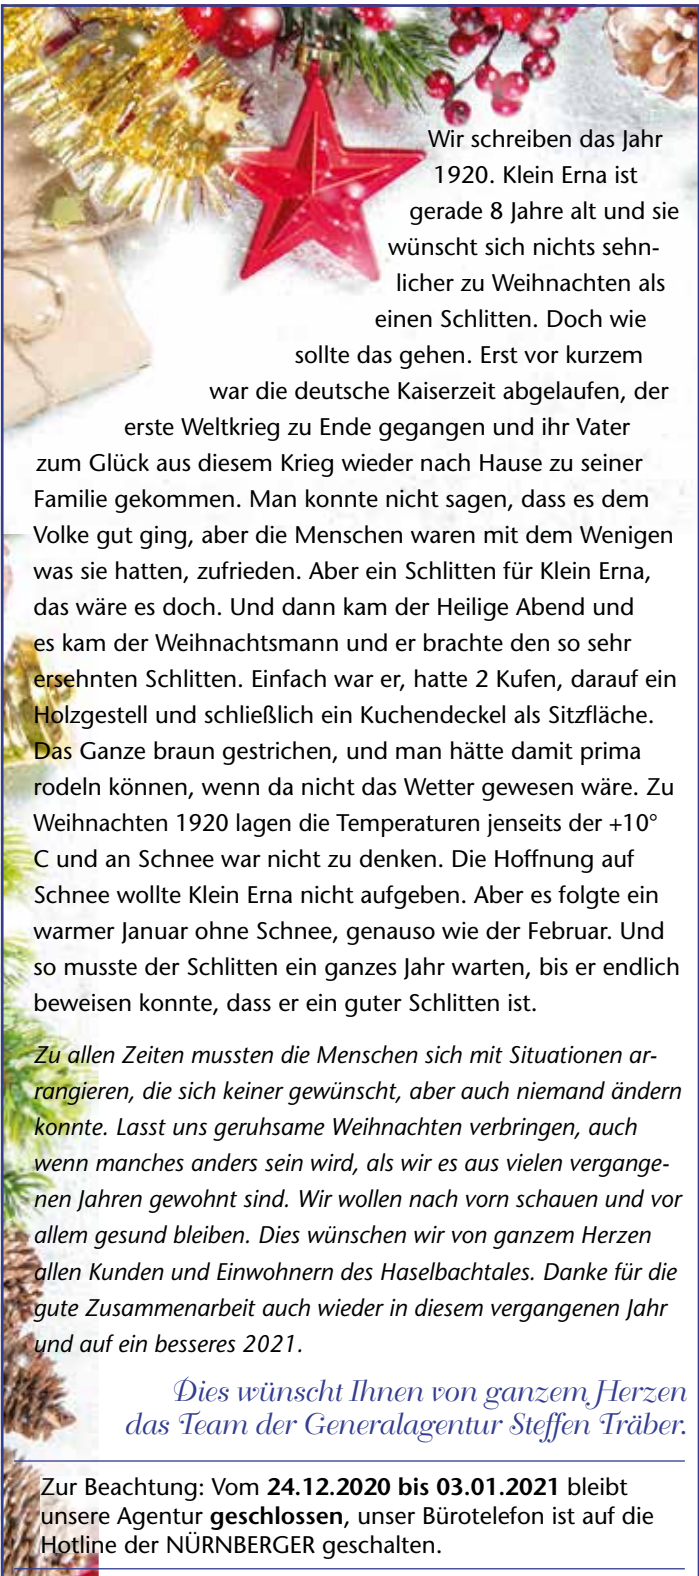 Wir schreiben das Jahr
1920. Klein Erna ist
gerade 8 Jahre alt und sie
wünscht sich nichts sehn-
licher zu Weihnachten als
einen Schlitten. Doch wie
sollte das gehen. Erst vor kurzem
war die deutsche Kaiserzeit abgelaufen, der
erste Weltkrieg zu Ende gegangen und ihr Vater
zum Glück aus diesem Krieg wieder nach Hause zu seiner
Familie gekommen. Man konnte nicht sagen, dass es dem
Volke gut ging, aber die Menschen waren mit dem Wenigen
was sie hatten, zufrieden. Aber ein Schlitten für Klein Erna,
das wäre es doch. Und dann kam der Heilige Abend und
es kam der Weihnachtsmann und er brachte den so sehr
ersehnten Schlitten. Einfach war er, hatte 2 Kufen, darauf ein
Holzgestell und schließlich ein Kuchendeckel als Sitzfläche.
Das Ganze braun gestrichen, und man hätte damit prima
rodeln können, wenn da nicht das Wetter gewesen wäre. Zu
Weihnachten 1920 lagen die Temperaturen jenseits der +10°
C und an Schnee war nicht zu denken. Die Hoffnung auf
Schnee wollte Klein Erna nicht aufgeben. Aber es folgte ein
warmer Januar ohne Schnee, genauso wie der Februar. Und
so musste der Schlitten ein ganzes Jahr warten, bis er endlich
beweisen konnte, dass er ein guter Schlitten ist.
Zu allen Zeiten mussten die Menschen sich mit Situationen ar-
rangieren, die sich keiner gewünscht, aber auch niemand ändern
konnte. Lasst uns geruhsame Weihnachten verbringen, auch
wenn manches anders sein wird, als wir es aus vielen vergange-
nen Jahren gewohnt sind. Wir wollen nach vorn schauen und vor
allem gesund bleiben. Dies wünschen wir von ganzem Herzen
allen Kunden und Einwohnern des Haselbachtales. Danke für die
gute Zusammenarbeit auch wieder in diesem vergangenen Jahr
und auf ein besseres 2021.
Dies wünscht Ihnen von ganzem Herzen
das Team der Generalagentur Steffen Träber.
Zur Beachtung: Vom 24.12.2020 bis 03.01.2021 bleibt
unsere Agentur geschlossen, unser Bürotelefon ist auf die
Hotline der NÜRNBERGER geschalten.